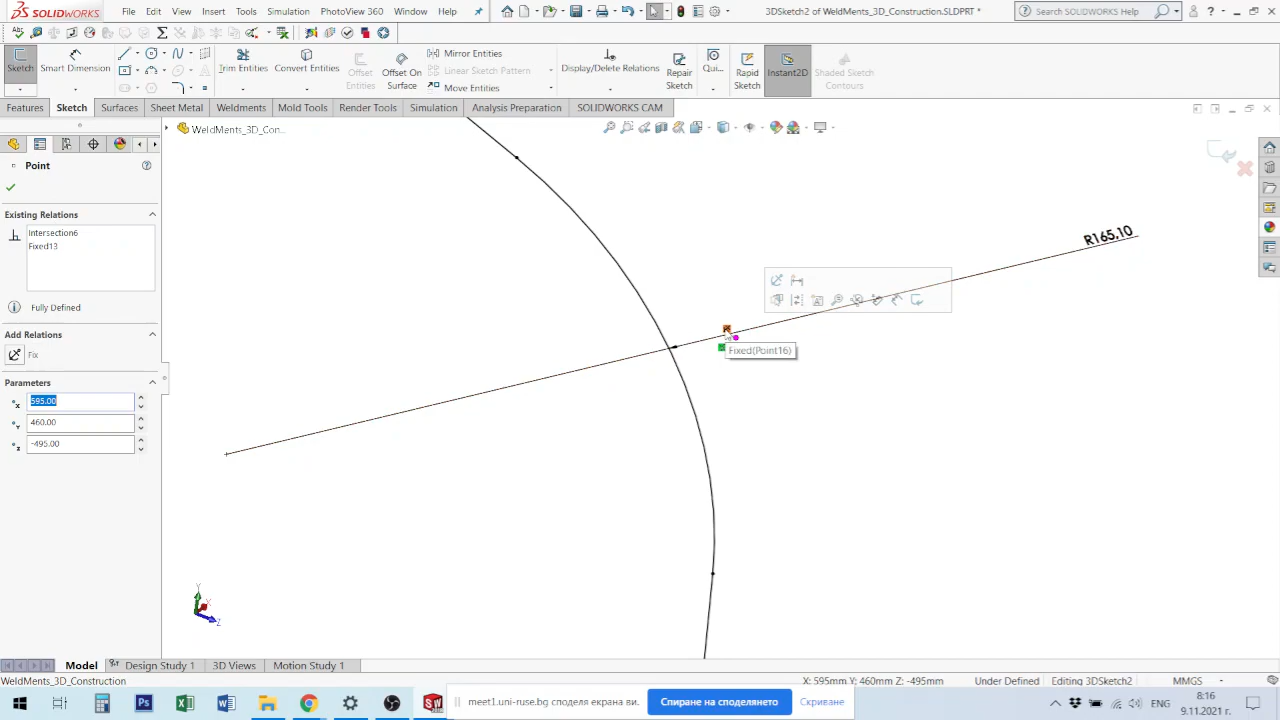 SOLIDWORKS File Edit View Insert Tools Simulation PhotoView 360 Window Help 3DSketch2 of WeldMents_3D_Construction.SLDPRT * Search SOLIDWORKS Help
Sketch Smart Dimension Trim Entities Convert Entities Offset Entities Offset On Surface Mirror Entities Linear Sketch Pattern Move Entities Display/Delete Relations Repair Sketch Qui... Rapid Sketch Instant2D Shaded Sketch Contours
Features Sketch Surfaces Sheet Metal Weldments Mold Tools Render Tools Simulation Analysis Preparation SOLIDWORKS CAM
WeldMents_3D_Con...
Point
Existing Relations
Intersection6
Fixed13
Fully Defined
Add Relations
Fix
Parameters
595.00
460.00
-495.00
R165.10
Fixed(Point16)
Y
Z
Model Design Study 1 3D Views Motion Study 1
WeldMents_3D_Construction X: 595mm Y: 460mm Z: -495mm Under Defined Editing 3DSketch2 MMGS
meet1.uni-ruse.bg споделя екрана ви. Спиране на споделянето Скриване
ENG 8:16
9.11.2021 г.